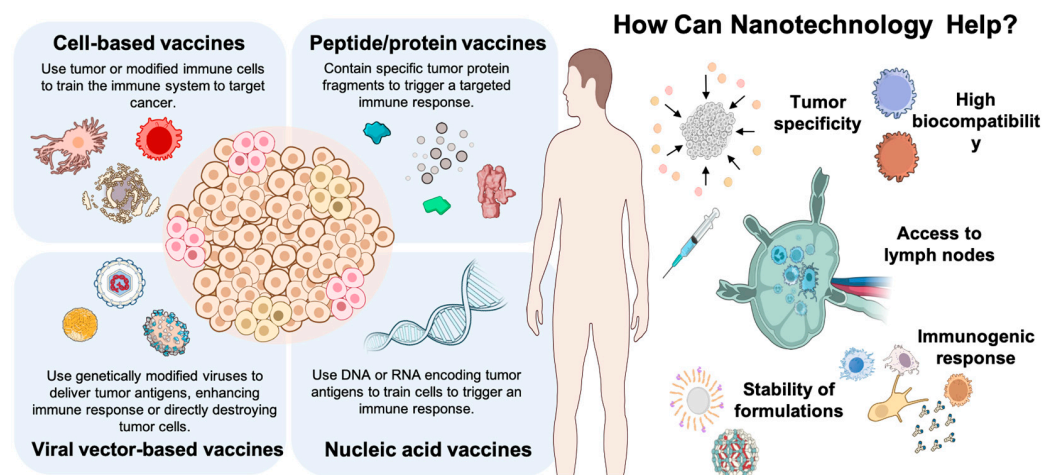 Cell-based vaccines
Use tumor or modified immune cells
to train the immune system to target
cancer.
Peptide/protein vaccines
Contain specific tumor protein
fragments to trigger a targeted
immune response.
Use genetically modified viruses to
deliver tumor antigens, enhancing
immune response or directly destroying
tumor cells.
Viral vector-based vaccines
Use DNA or RNA encoding tumor
antigens to train cells to trigger an
immune response.
Nucleic acid vaccines
How Can Nanotechnology Help?
Tumor
specificity
High
biocompatibilit
y
Access to
lymph nodes
Immunogenic
response
Stability of
formulations